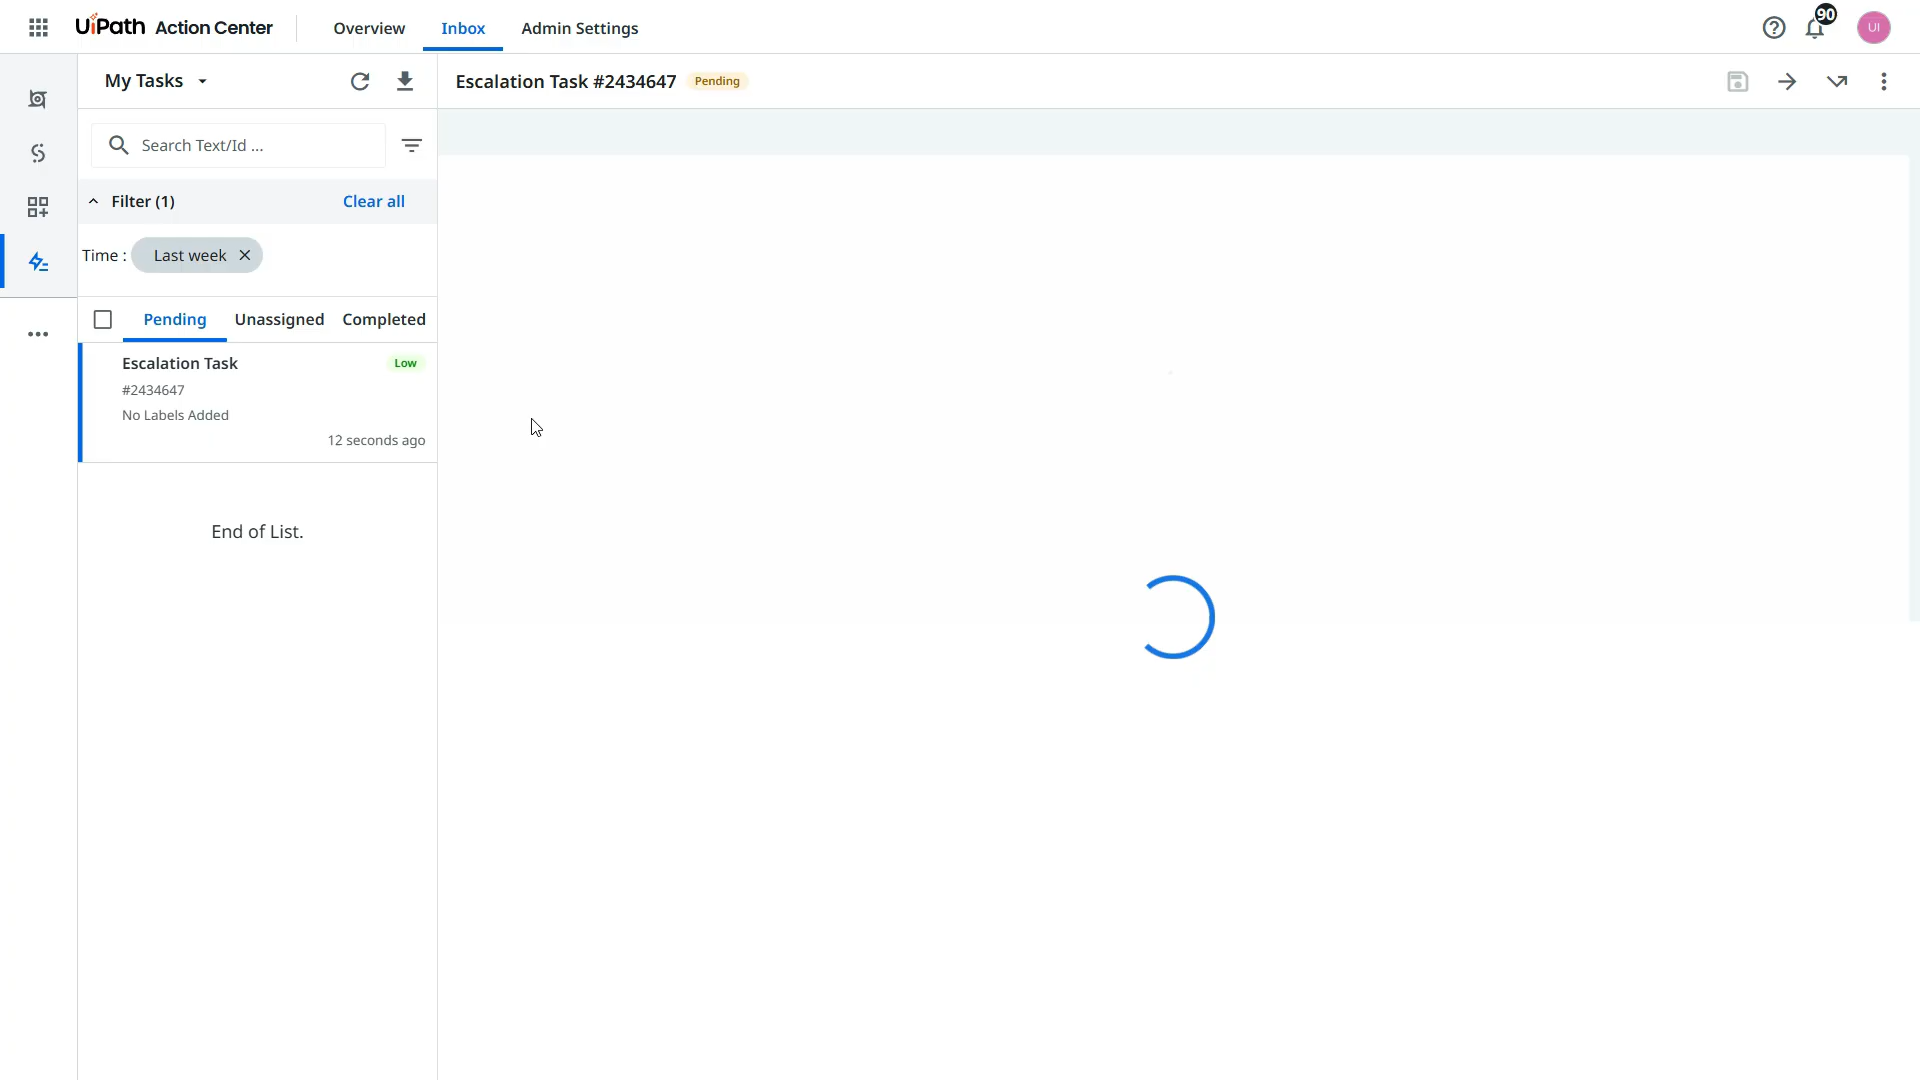 UiPath Action Center
Overview
Inbox
Admin Settings
90
UI
My Tasks
Escalation Task #2434647
Pending
Search Text/Id ...
Filter (1)
Clear all
Time :
Last week
Pending
Unassigned
Completed
Escalation Task
Low
#2434647
No Labels Added
12 seconds ago
End of List.